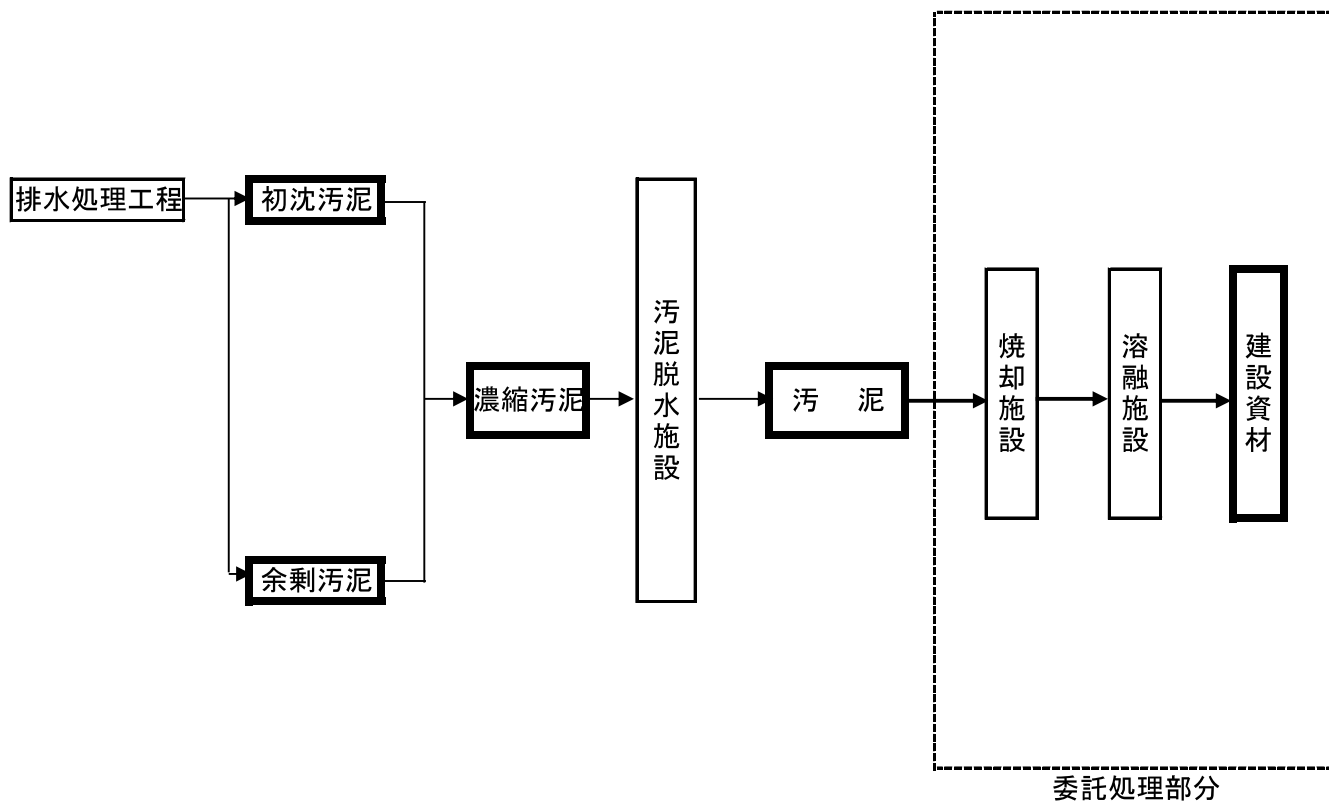 排水処理工程
初沈汚泥
余剰汚泥
濃縮汚泥
汚泥脱水施設
汚　泥
焼却施設
溶融施設
建設資材
委託処理部分